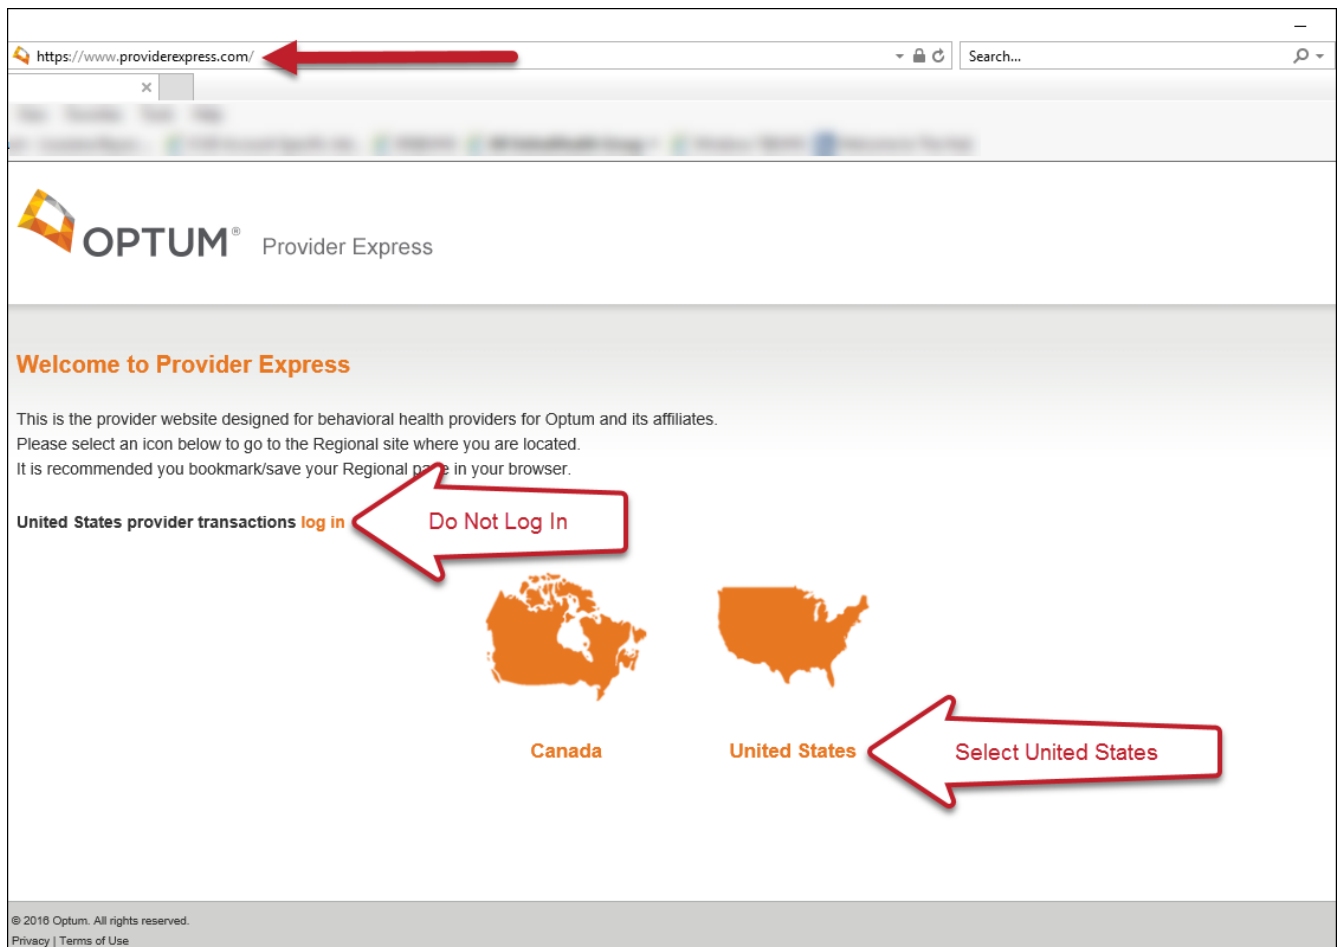 https://www.providerexpress.com/
Search...
OPTUM® Provider Express
Welcome to Provider Express
This is the provider website designed for behavioral health providers for Optum and its affiliates.
Please select an icon below to go to the Regional site where you are located.
It is recommended you bookmark/save your Regional in your browser.
United States provider transactions log in
Do Not Log In
Canada
United States
Select United States
© 2016 Optum. All rights reserved.
Privacy | Terms of Use